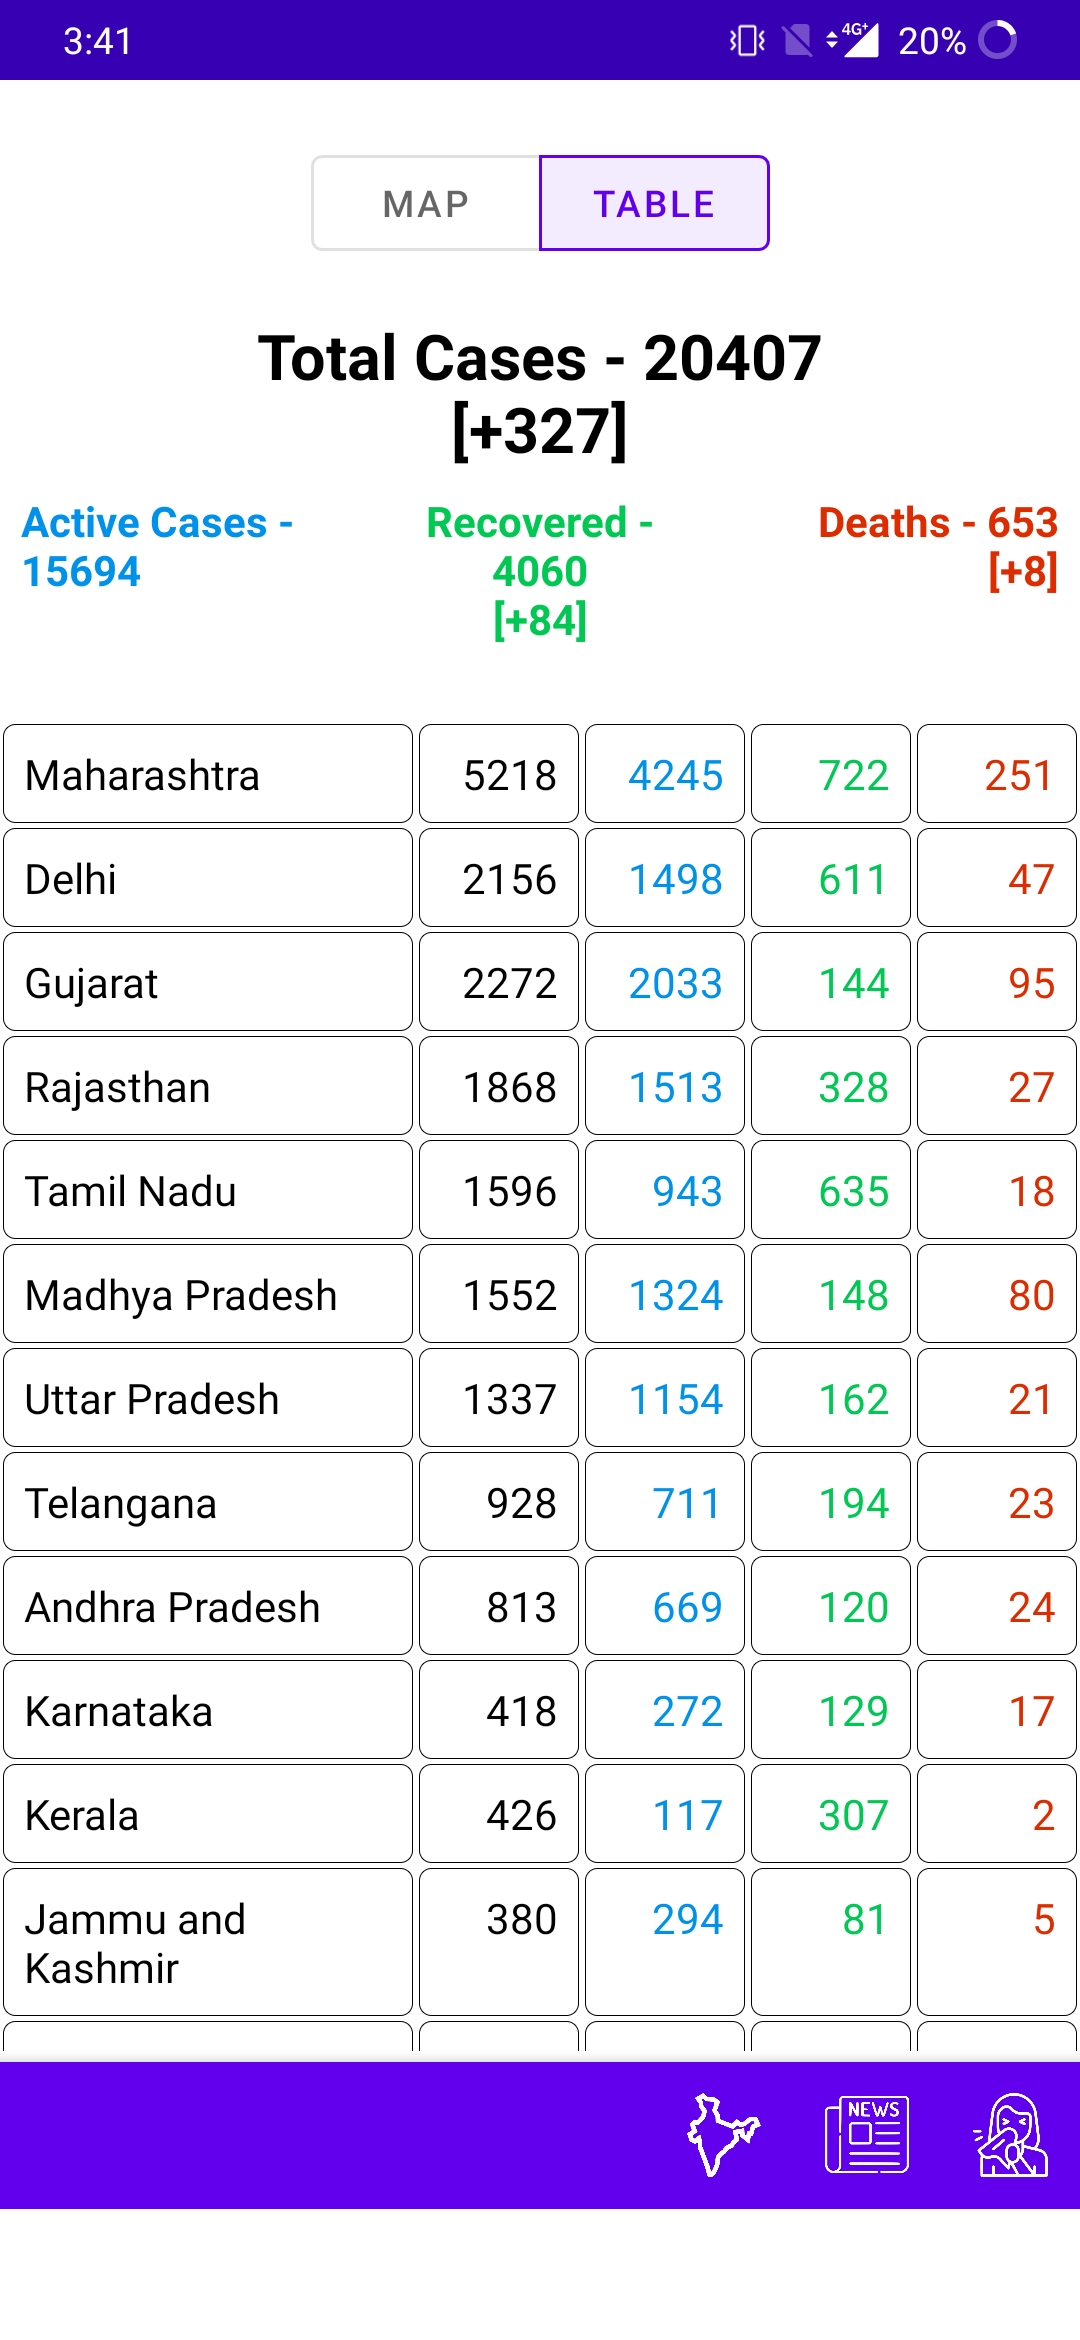 3:41
4G+ 20%
MAP TABLE
Total Cases - 20407
[+327]
Active Cases -
15694
Recovered -
4060
[+84]
Deaths - 653
[+8]
Maharashtra 5218 4245 722 251
Delhi 2156 1498 611 47
Gujarat 2272 2033 144 95
Rajasthan 1868 1513 328 27
Tamil Nadu 1596 943 635 18
Madhya Pradesh 1552 1324 148 80
Uttar Pradesh 1337 1154 162 21
Telangana 928 711 194 23
Andhra Pradesh 813 669 120 24
Karnataka 418 272 129 17
Kerala 426 117 307 2
Jammu and 380 294 81 5
Kashmir
NEWS